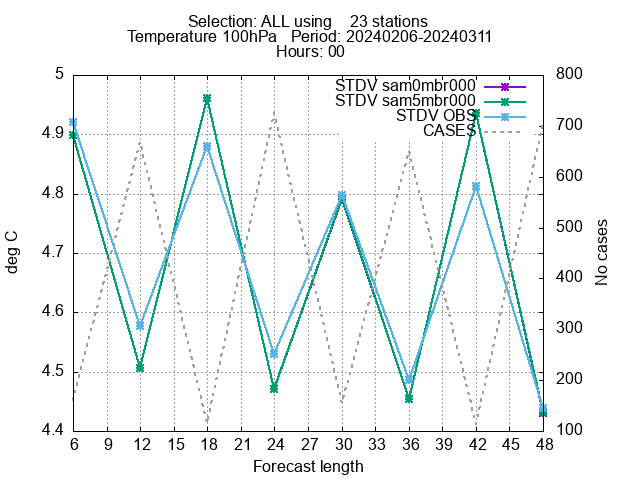 Selection: ALL using    23 stations
Temperature 100hPa   Period: 20240206-20240311
Hours: 00
STDV sam0mbr000
STDV sam5mbr000
STDV OBS
CASES
5
4.9
4.8
4.7
4.6
4.5
4.4
800
700
600
500
400
300
200
100
deg C
No cases
6 12 15 18 21 24 27 30 33 36 39 42 45 48
Forecast length